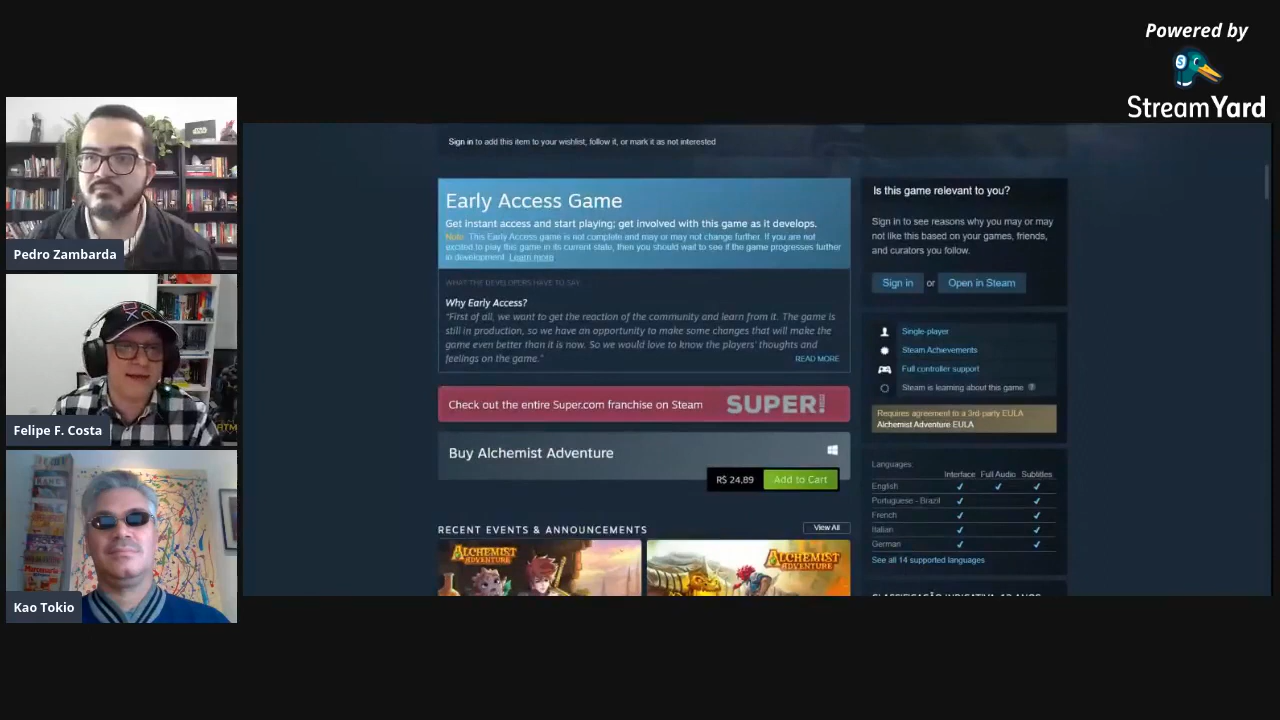 Powered by
StreamYard
Pedro Zambarda
Felipe F. Costa
Kao Tokio
Sign in to add this item to your wishlist, follow it, or mark it as not interested
Early Access Game
Get instant access and start playing; get involved with this game as it develops.
Note: This Early Access game is not complete and may or may not change further. If you are
excited to play this game in its current state, then you should wait to see if the game progresses further
in development. Learn more
WHAT THE DEVELOPERS HAVE TO SAY:
Why Early Access?
"First of all, we want to get the reaction of the community and learn from it. The game is
still in production, so we have an opportunity to make some changes that will make the
game even better than it is now. So we would love to know the players' thoughts and
feelings on the game."
READ MORE
Check out the entire Super.com franchise on Steam
SUPER!
Buy Alchemist Adventure
R$ 24,89
Add to Cart
RECENT EVENTS & ANNOUNCEMENTS
View All
ALCHEMIST
ADVENTURE
ALCHEMIST
ADVENTURE
Is this game relevant to you?
Sign in to see reasons why you may or may
not like this based on your games, friends,
and curators you follow.
Sign in or Open in Steam
Single-player
Steam Achievements
Full controller support
Steam is learning about this game ?
Requires agreement to a 3rd-party EULA
Alchemist Adventure EULA
Languages:
Interface Full Audio Subtitles
English ✔ ✔ ✔
Portuguese - Brazil ✔ ✔
French ✔ ✔
Italian ✔ ✔
German ✔ ✔
See all 14 supported languages
CLASSIFICAÇÃO INDICATIVA: 12 ANOS